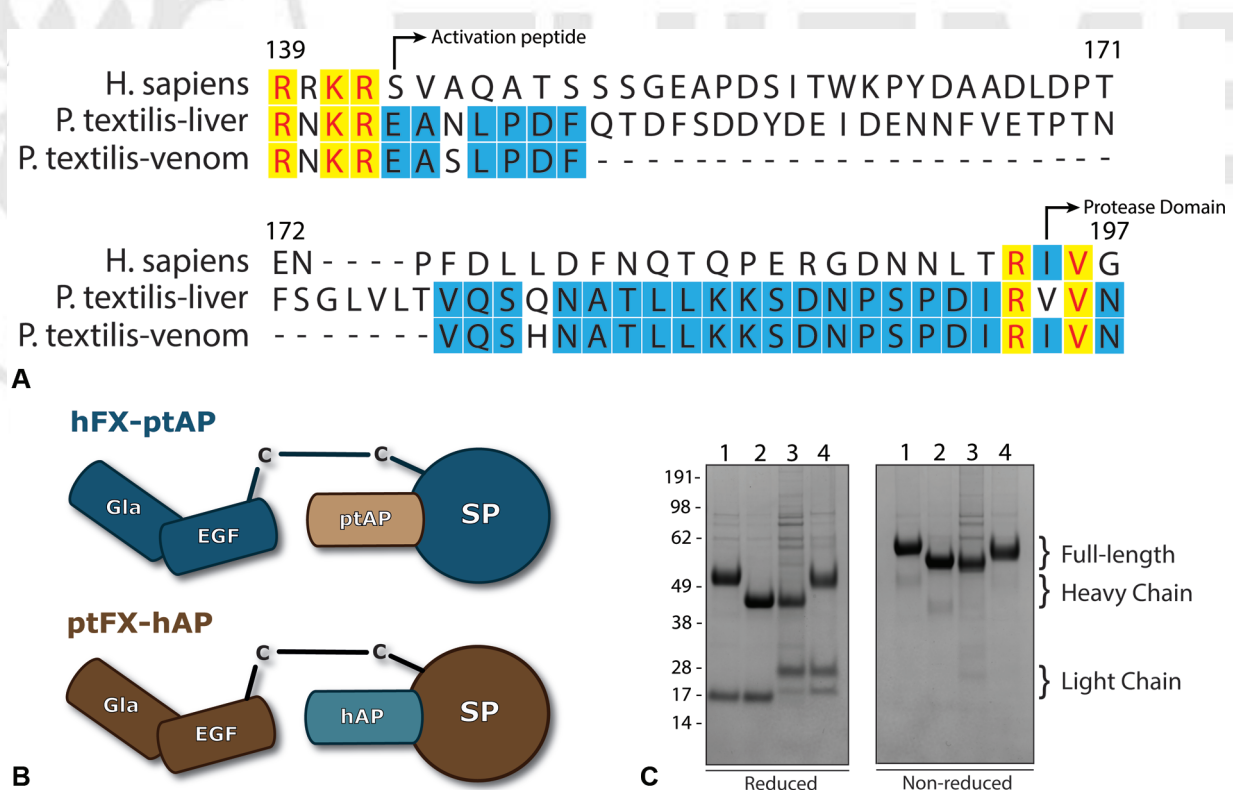 139 Activation peptide 171
H. sapiens R R K R S V A Q A T S S S G E A P D S I T W K P Y D A A D L D P T
P. textilis-liver R N K R E A N L P D F Q T D F S D D Y D E I D E N N F V E T P T N
P. textilis-venom R N K R E A S L P D F - - - - - - - - - - - - - - - - - -
172 Protease Domain 197
H. sapiens E N - - - - P F D L L D F N Q T Q P E R G D N N L T R I V G
P. textilis-liver F S G L V L T V Q S Q N A T L L K K S D N P S P D I R V V N
P. textilis-venom - - - - - - - V Q S H N A T L L K K S D N P S P D I R I V N
A
hFX-ptAP
C C
Gla EGF ptAP SP
ptFX-hAP
C C
Gla EGF hAP SP
B
1 2 3 4 1 2 3 4
191-
98 -
62 -
49 -
38 -
28 -
17 -
14 -
} Full-length
} Heavy Chain
} Light Chain
Reduced Non-reduced
C